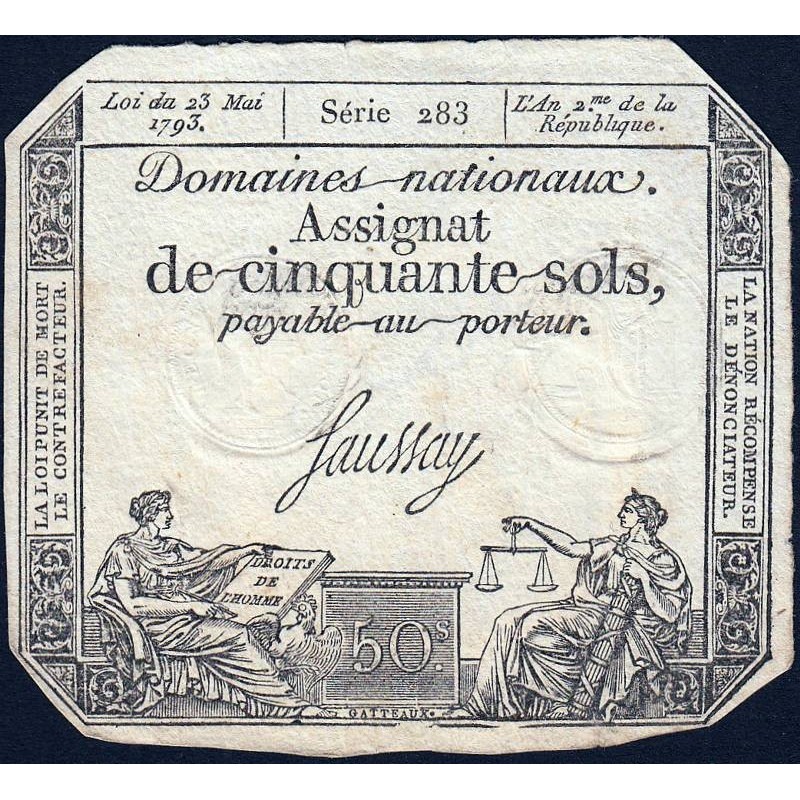 Loi du 23 Mai
1793.
Série 283
L'An 2.me de la
République.
Domaines nationaux.
Assignat
de cinquante sols,
payable au porteur.
Saussay
LA LOI PUNIT DE MORT
LE CONTREFACTEUR.
LA NATION RÉCOMPENSE
LE DÉNONCIATEUR.
DROITS
DE
L'HOMME
50.s
GATTEAUX.